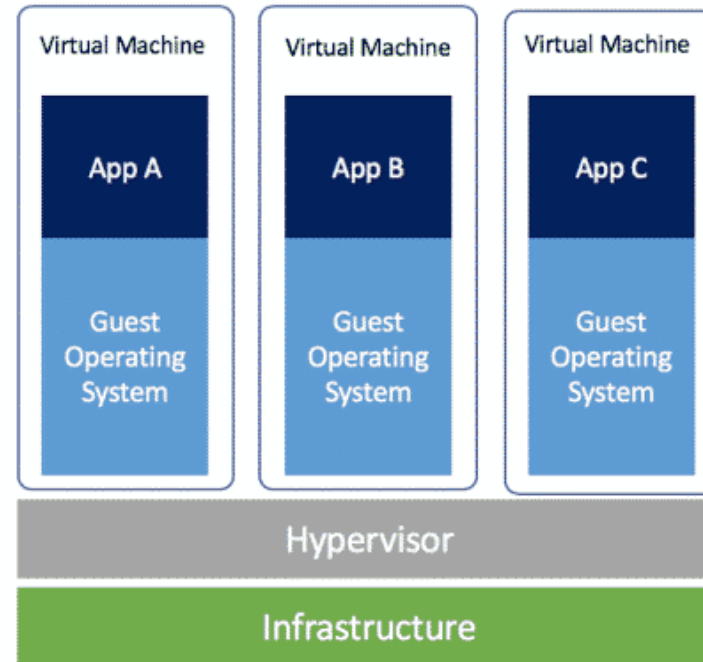 Virtual Machine
Virtual Machine
Virtual Machine
App A
App B
App C
Guest
Operating
System
Guest
Operating
System
Guest
Operating
System
Hypervisor
Infrastructure